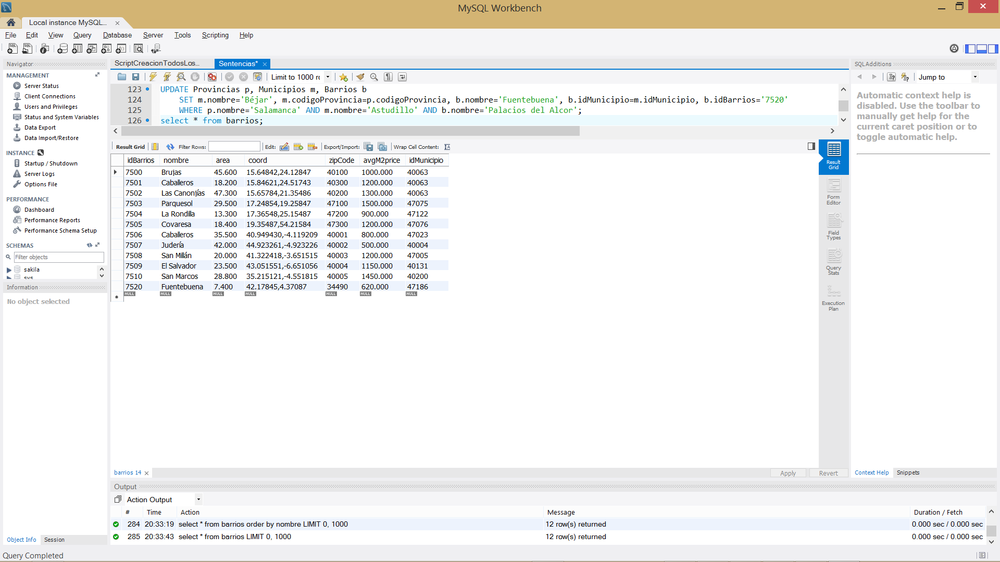 MySQL Workbench
Local instance MySQL...
File Edit View Query Database Server Tools Scripting Help
Navigator
MANAGEMENT
Server Status
Client Connections
Users and Privileges
Status and System Variables
Data Export
Data Import/Restore
INSTANCE
Startup / Shutdown
Server Logs
Options File
PERFORMANCE
Dashboard
Performance Reports
Performance Schema Setup
SCHEMAS
Filter objects
sakila
sys
Information
No object selected
Object Info Session
ScriptCreacionTodosLos... Sentencias*
Limit to 1000 rc
123 UPDATE Provincias p, Municipios m, Barrios b
124 SET m.nombre='Béjar', m.codigoProvincia=p.codigoProvincia, b.nombre='Fuentebuena', b.idMunicipio=m.idMunicipio, b.idBarrios='7520'
125 WHERE p.nombre='Salamanca' AND m.nombre='Astudillo' AND b.nombre='Palacios del Alcor';
126 select * from barrios;
Result Grid Filter Rows: Edit: Export/Import: Wrap Cell Content:
idBarrios nombre area coord zipCode avgM2price idMunicipio
7500 Brujas 45.600 15.64842,24.12847 40100 1000.000 40063
7501 Caballeros 18.200 15.84621,24.51743 40300 1200.000 40063
7502 Las Canonjías 47.300 15.65784,21.35486 40200 1300.000 40063
7503 Parquesol 29.500 17.24854,19.25847 47100 1500.000 47075
7504 La Rondilla 13.300 17.36548,25.15487 47200 900.000 47122
7505 Covaresa 18.400 19.35487,54.21584 47300 1200.000 47076
7506 Caballeros 35.500 40.949430,-4.119209 40001 800.000 47023
7507 Judería 42.000 44.923261,-4.923226 40002 500.000 40004
7508 San Millán 20.000 41.322418,-3.651515 40003 1200.000 47005
7509 El Salvador 23.500 43.051551,-6.651056 40004 1150.000 40131
7510 San Marcos 28.800 35.215121,-4.551815 40005 1450.000 40200
7520 Fuentebuena 7.400 42.17845,4.37087 34490 620.000 47186
NULL NULL NULL NULL NULL NULL NULL
Result
Grid
Form
Editor
Field
Types
Query
Stats
Execution
Plan
barrios 14
Apply Revert
Output
Action Output
# Time Action Message Duration / Fetch
284 20:33:19 select * from barrios order by nombre LIMIT 0, 1000 12 row(s) returned 0.000 sec / 0.000 sec
285 20:33:43 select * from barrios LIMIT 0, 1000 12 row(s) returned 0.000 sec / 0.000 sec
SQLAdditions
Jump to
Automatic context help is
disabled. Use the toolbar to
manually get help for the
current caret position or to
toggle automatic help.
Context Help Snippets
Query Completed